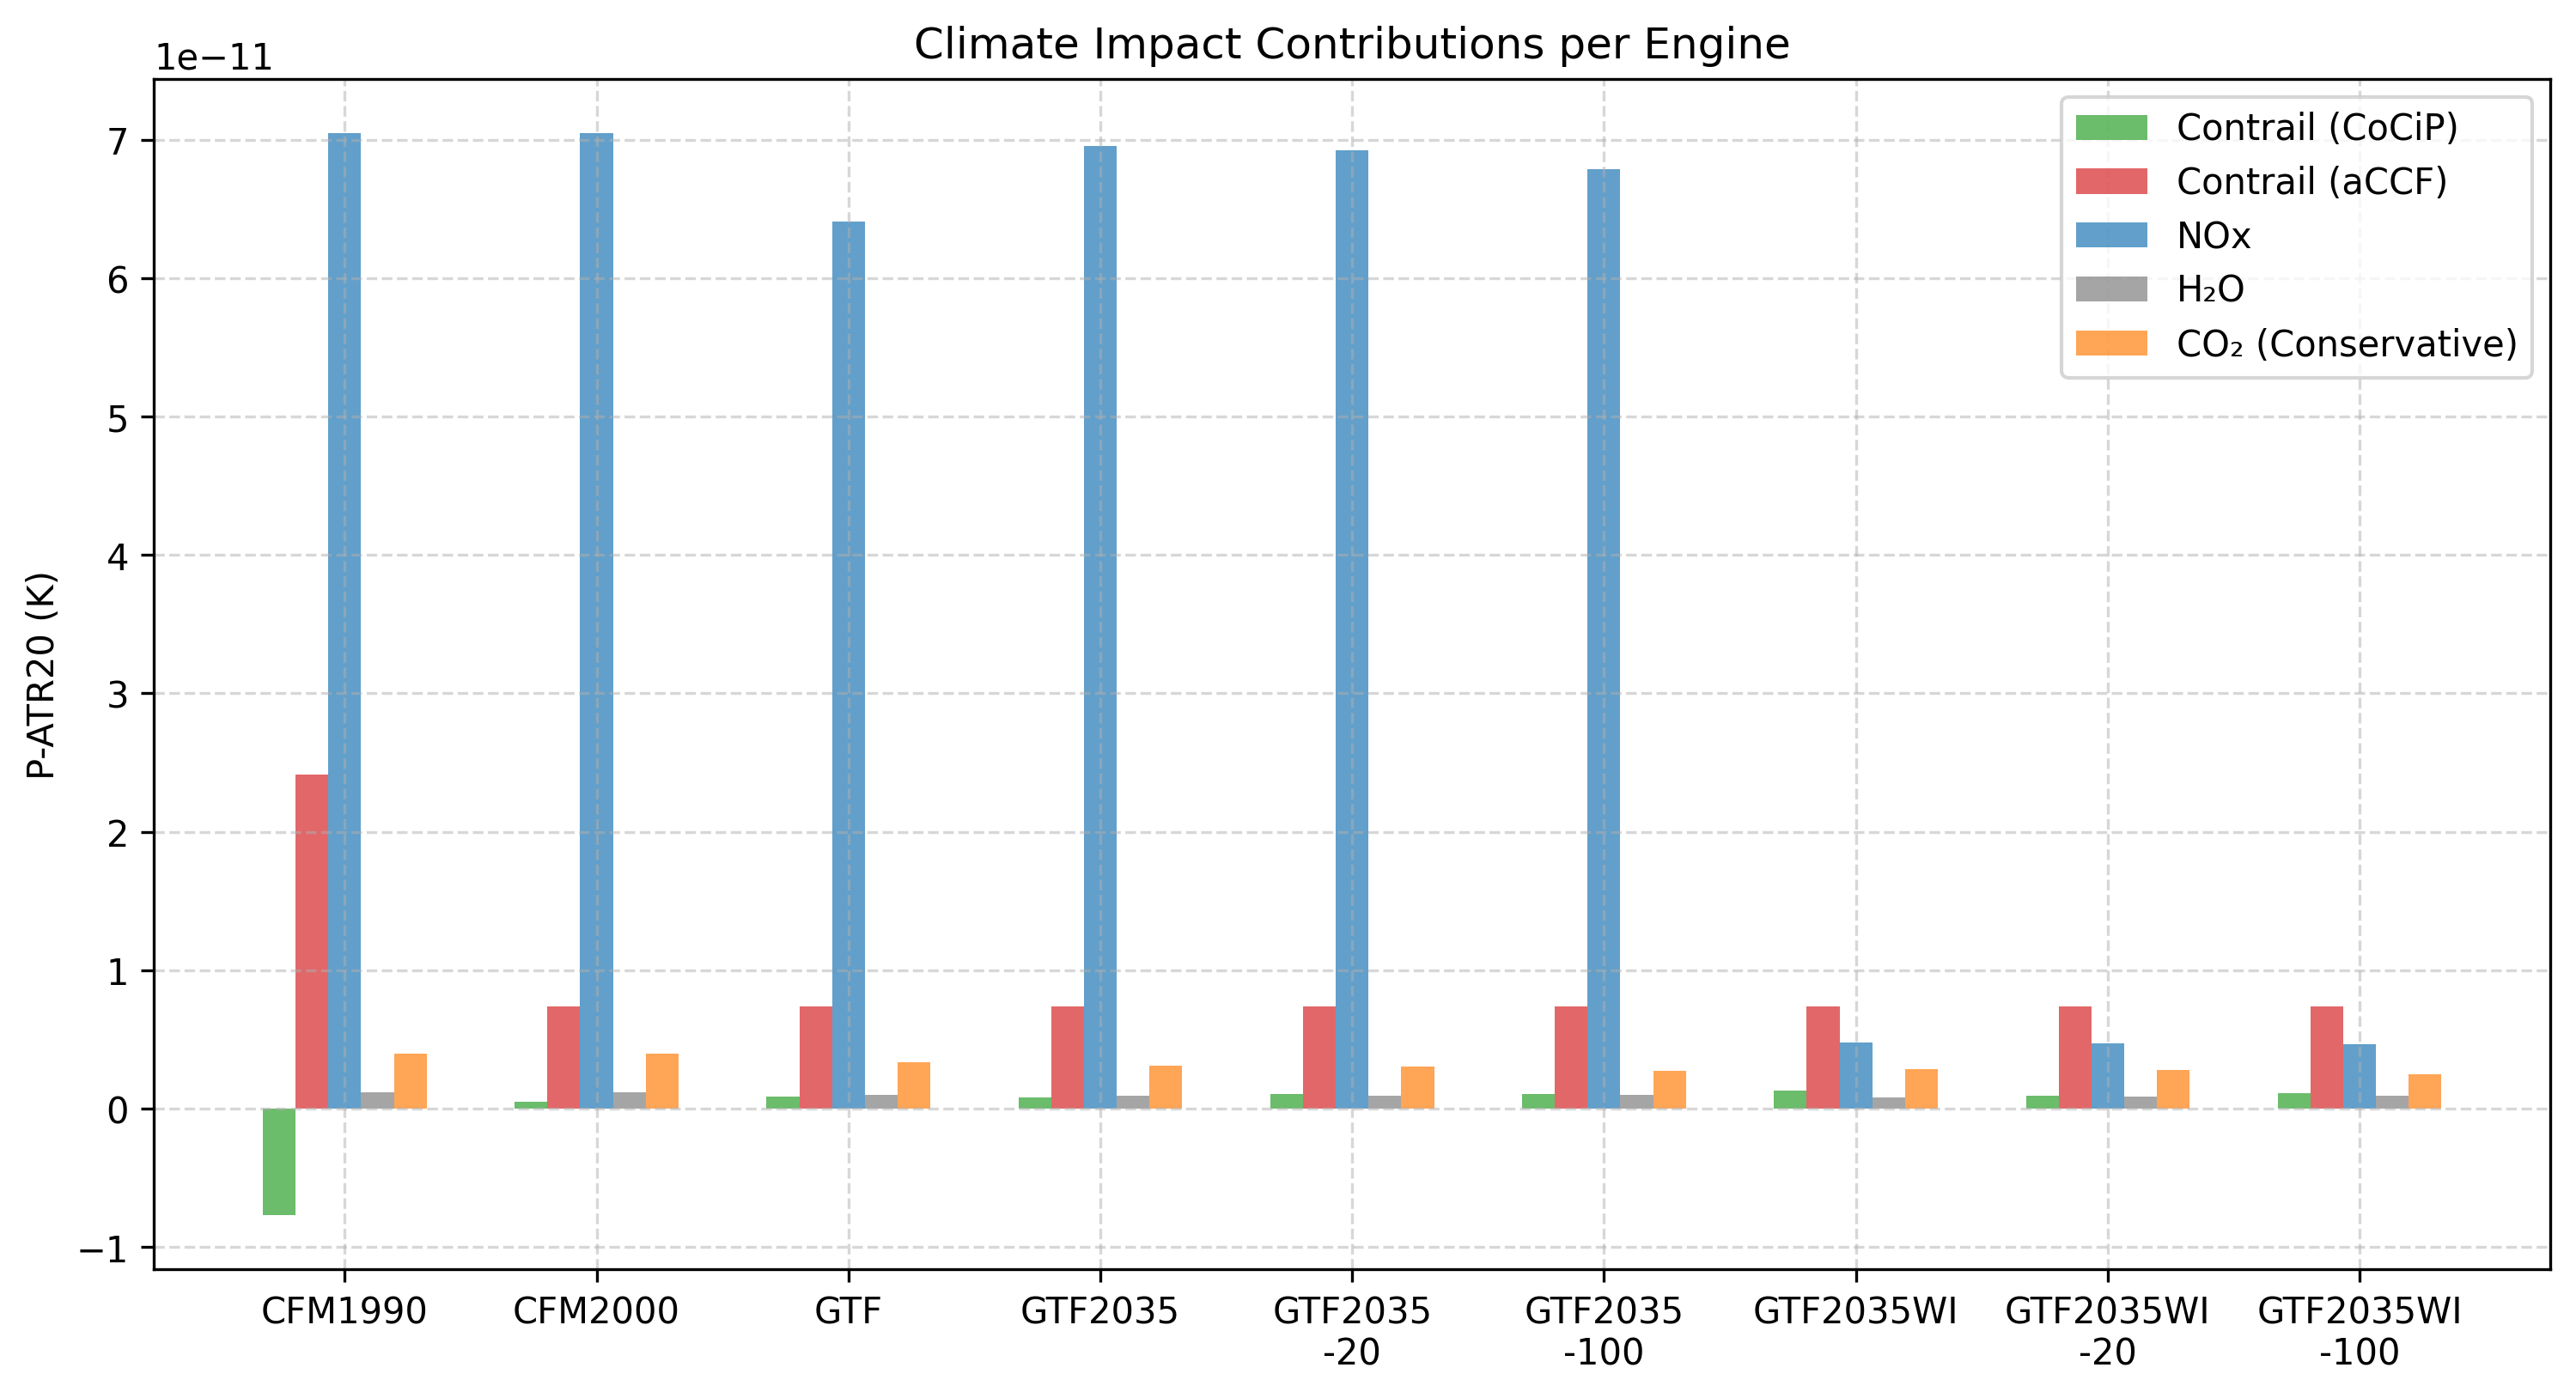 Climate Impact Contributions per Engine
1e−11
P-ATR20 (K)
7
6
5
4
3
2
1
0
−1
Contrail (CoCiP)
Contrail (aCCF)
NOx
H₂O
CO₂ (Conservative)
CFM1990
CFM2000
GTF
GTF2035
GTF2035
-20
GTF2035
-100
GTF2035WI
GTF2035WI
-20
GTF2035WI
-100